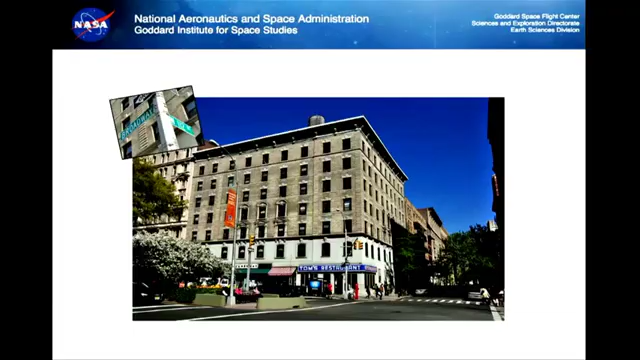 NASA
National Aeronautics and Space Administration
Goddard Institute for Space Studies
Goddard Space Flight Center
Sciences and Exploration Directorate
Earth Sciences Division
BROADWAY
TOM'S RESTAURANT